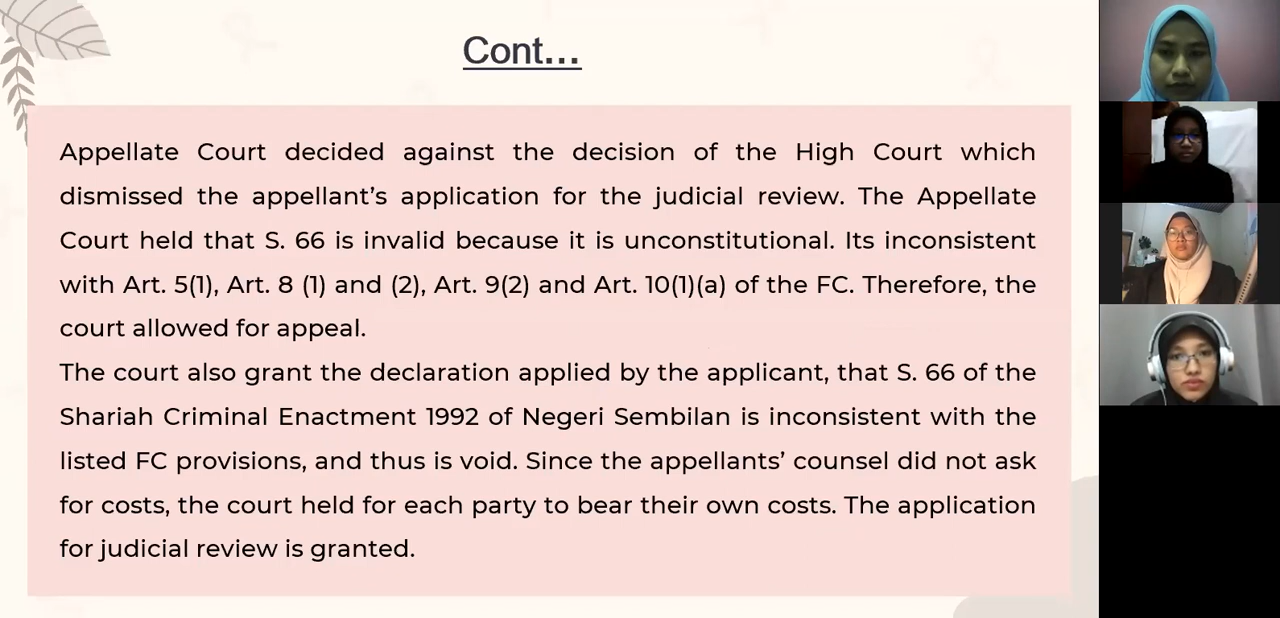 Cont...
Appellate Court decided against the decision of the High Court which
dismissed the appellant’s application for the judicial review. The Appellate
Court held that S. 66 is invalid because it is unconstitutional. Its inconsistent
with Art. 5(1), Art. 8 (1) and (2), Art. 9(2) and Art. 10(1)(a) of the FC. Therefore, the
court allowed for appeal.
The court also grant the declaration applied by the applicant, that S. 66 of the
Shariah Criminal Enactment 1992 of Negeri Sembilan is inconsistent with the
listed FC provisions, and thus is void. Since the appellants’ counsel did not ask
for costs, the court held for each party to bear their own costs. The application
for judicial review is granted.